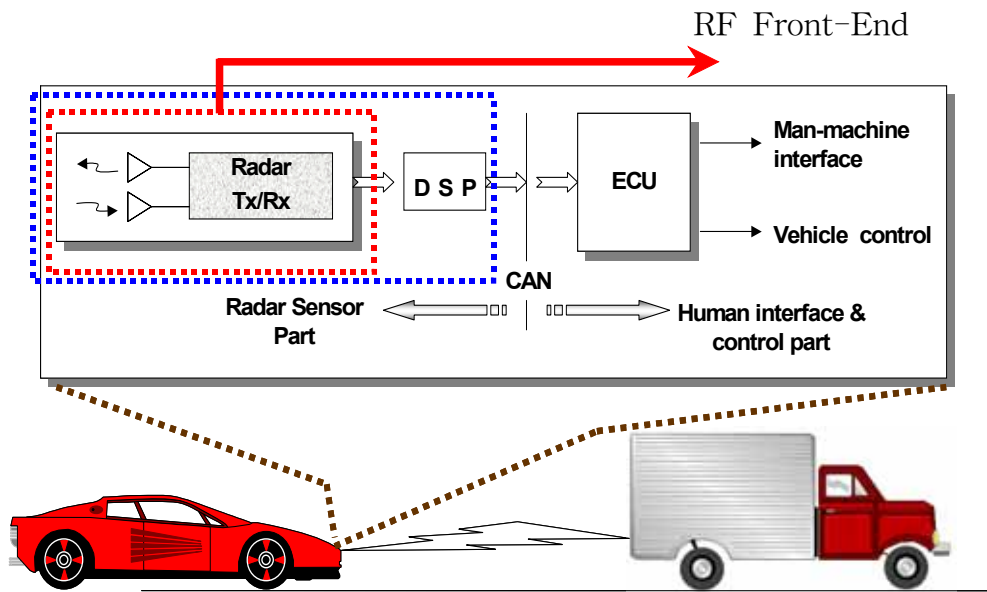 RF Front-End
Radar
Tx/Rx
D S P
ECU
Man-machine
interface
Vehicle control
CAN
Radar Sensor
Part
Human interface &
control part